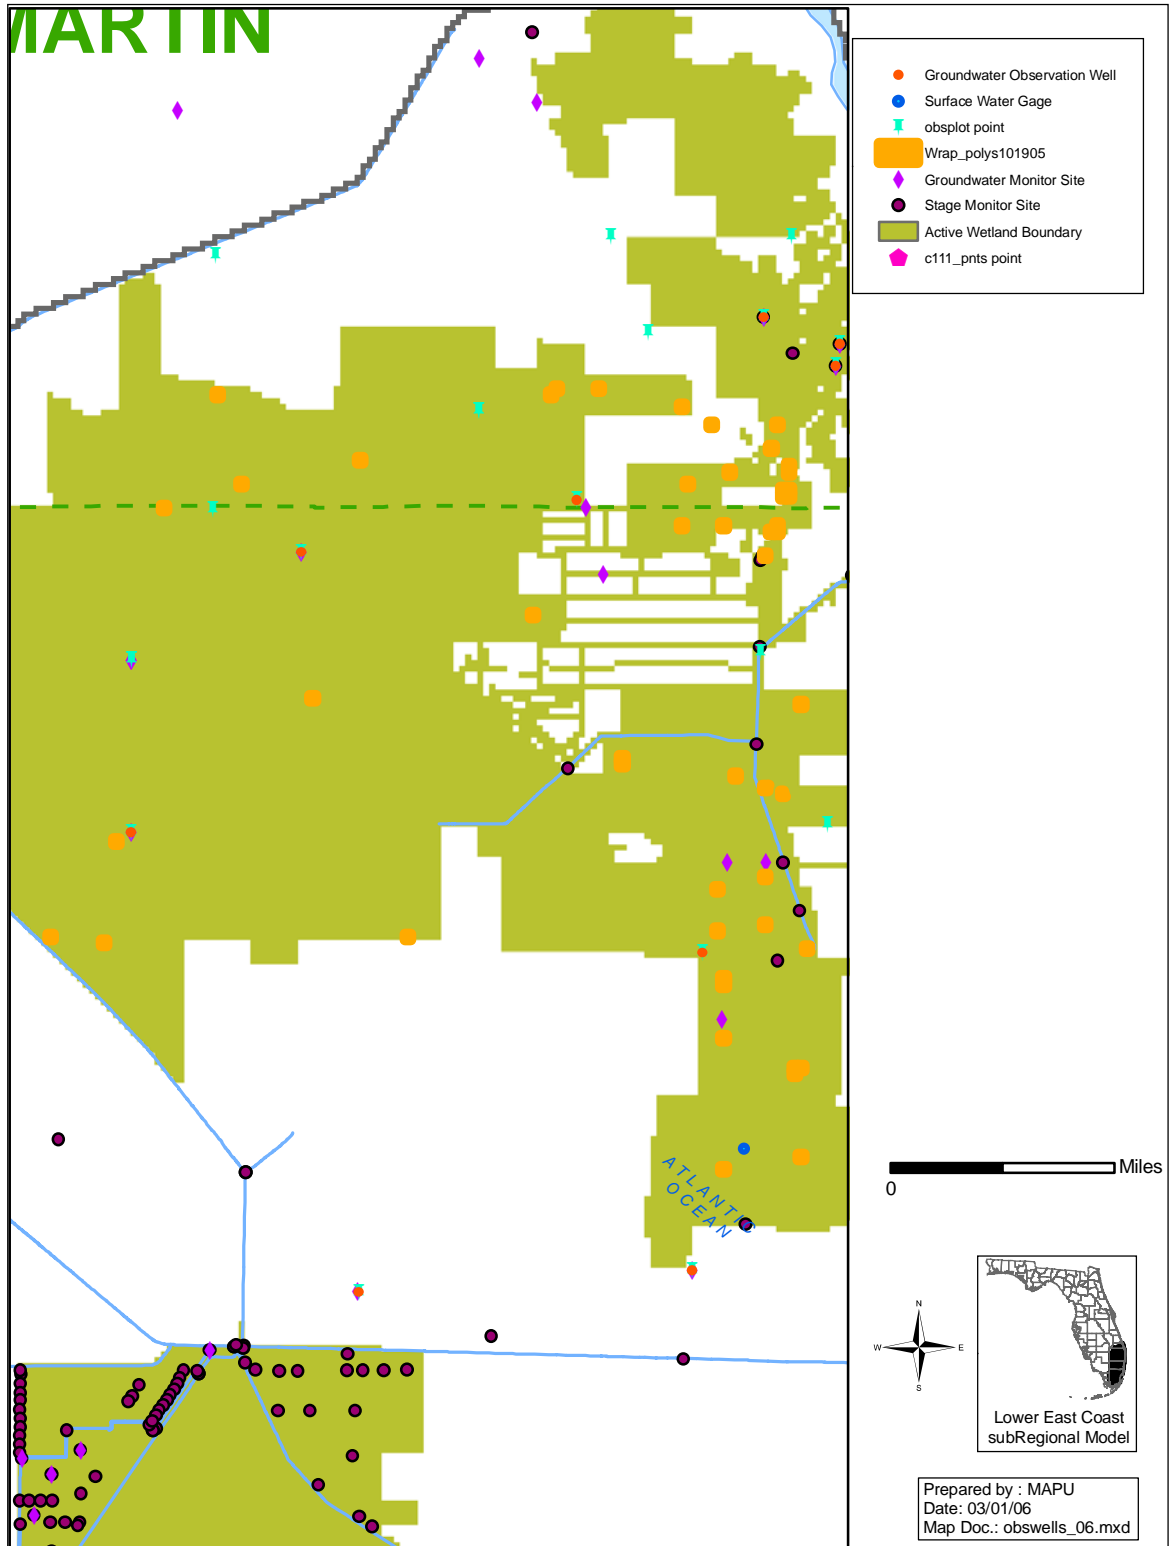 MARTIN
Groundwater Observation Well
Surface Water Gage
obsplot point
Wrap_polys101905
Groundwater Monitor Site
Stage Monitor Site
Active Wetland Boundary
c111_pnts point
ATLANTIC
OCEAN
Miles
0
N
W
E
S
Lower East Coast
subRegional Model
Prepared by : MAPU
Date: 03/01/06
Map Doc.: obswells_06.mxd